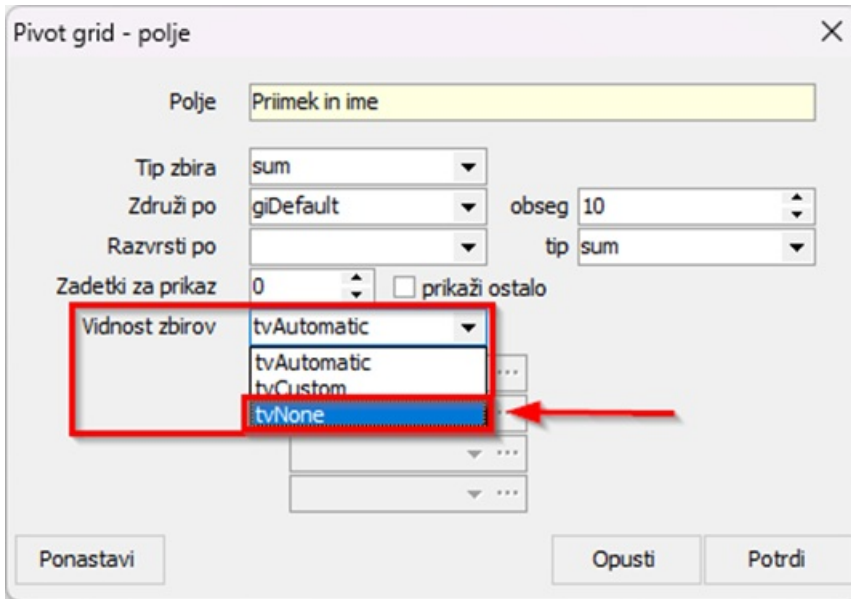 Pivot grid - polje
Polje Priimek in ime
Tip zbira sum
Združi po giDefault obseg 10
Razvrsti po tip sum
Zadetki za prikaz 0 prikaži ostalo
Vidnost zbirov tvAutomatic
tvAutomatic
tvCustom
tvNone
Ponastavi Opusti Potrdi